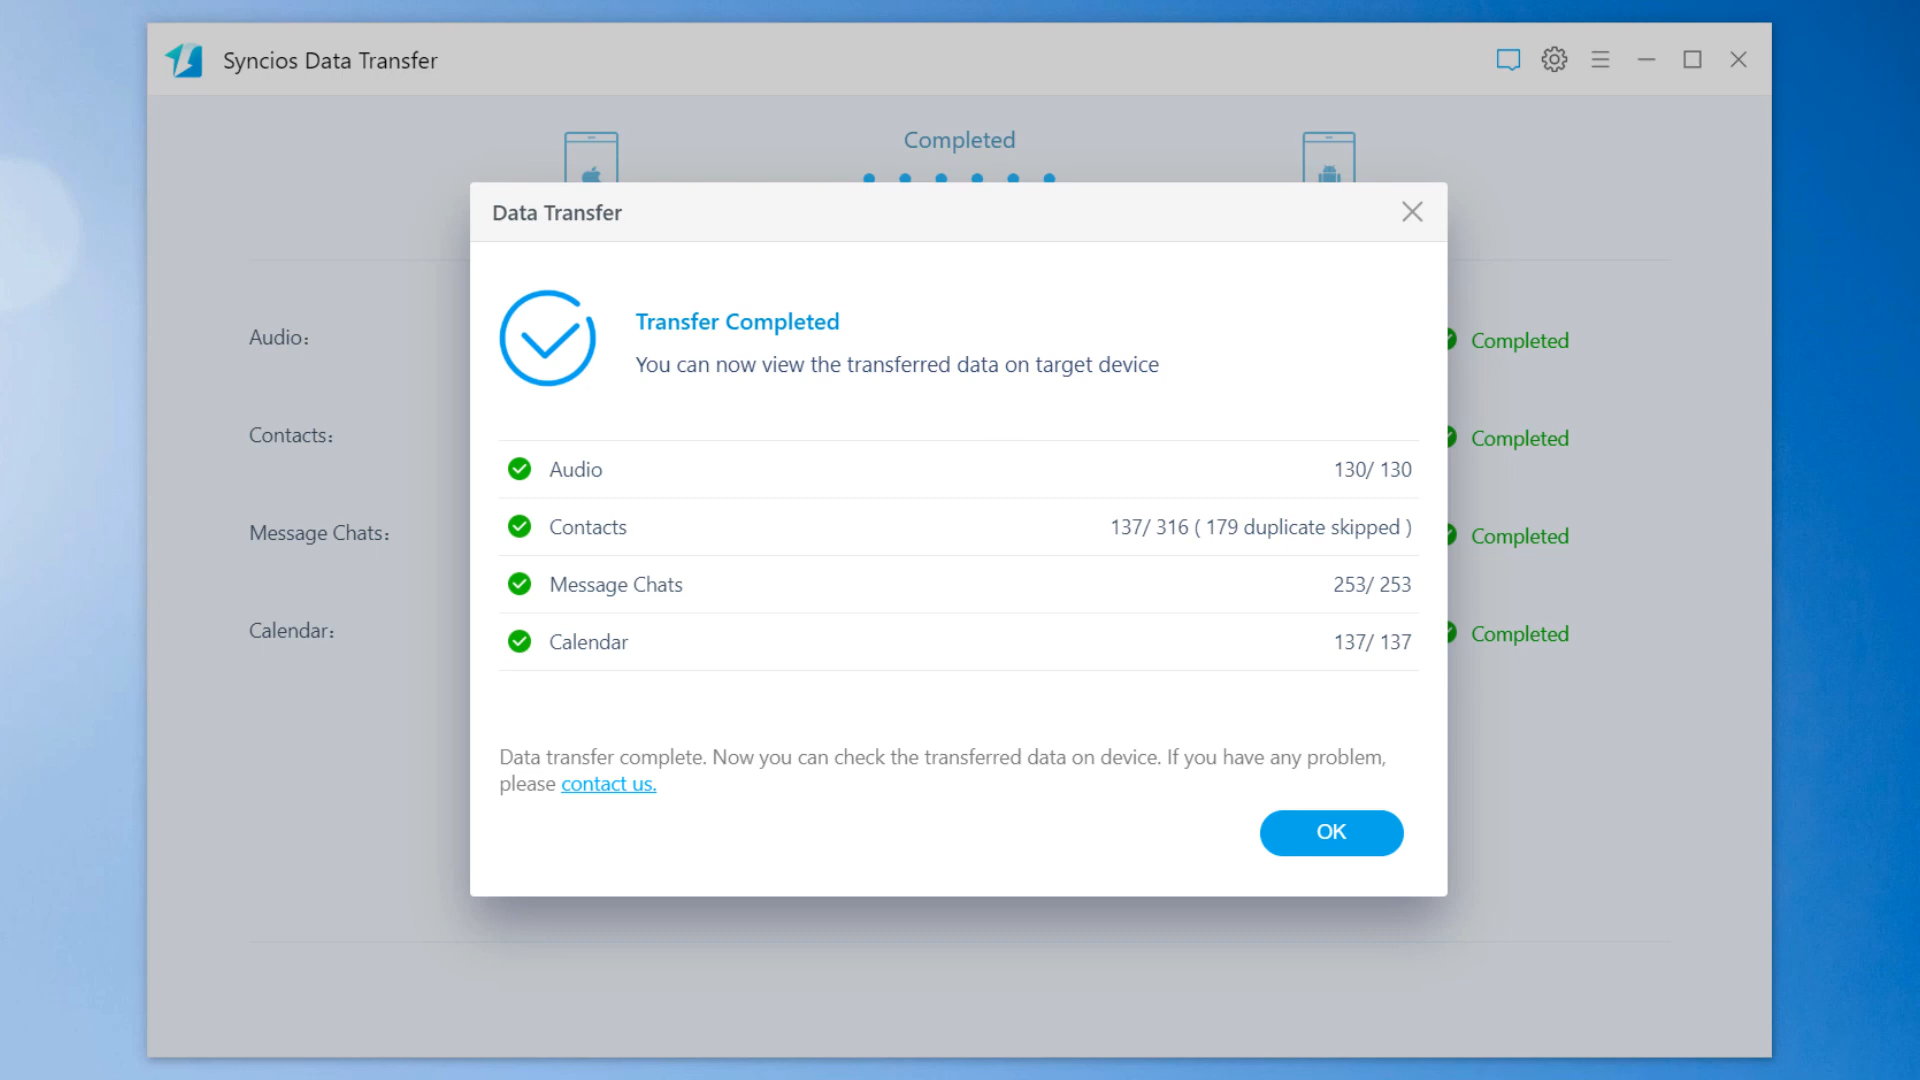 Syncios Data Transfer
Completed
Data Transfer
Transfer Completed
You can now view the transferred data on target device
Audio:
Completed
Contacts:
Completed
Message Chats:
Completed
Calendar:
Completed
Audio 130/ 130
Contacts 137/ 316 ( 179 duplicate skipped )
Message Chats 253/ 253
Calendar 137/ 137
Data transfer complete. Now you can check the transferred data on device. If you have any problem,
please contact us.
OK